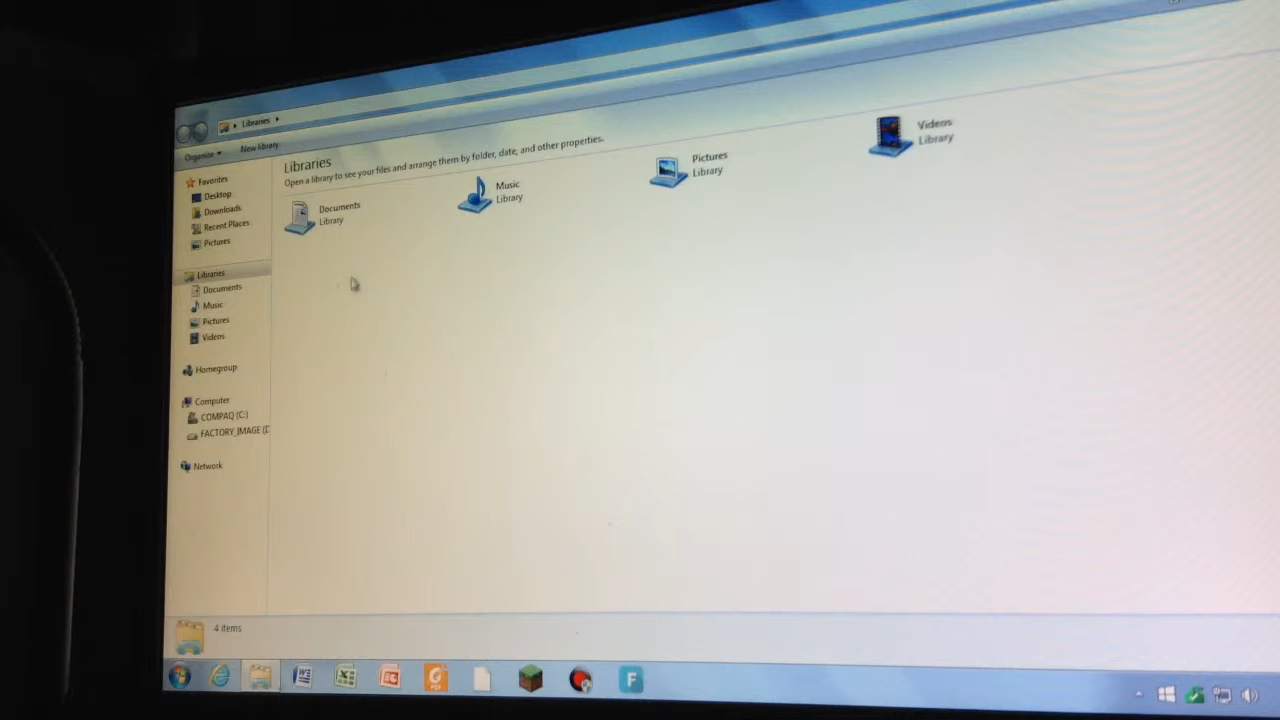 Libraries
Organize
New library
Libraries
Open a library to see your files and arrange them by folder, date, and other properties.
Documents
Library
Music
Library
Pictures
Library
Videos
Library
Favorites
Desktop
Downloads
Recent Places
Pictures
Libraries
Documents
Music
Pictures
Videos
Homegroup
Computer
COMPAQ (C:)
FACTORY_IMAGE (D
Network
4 items
W
X
PDF
F